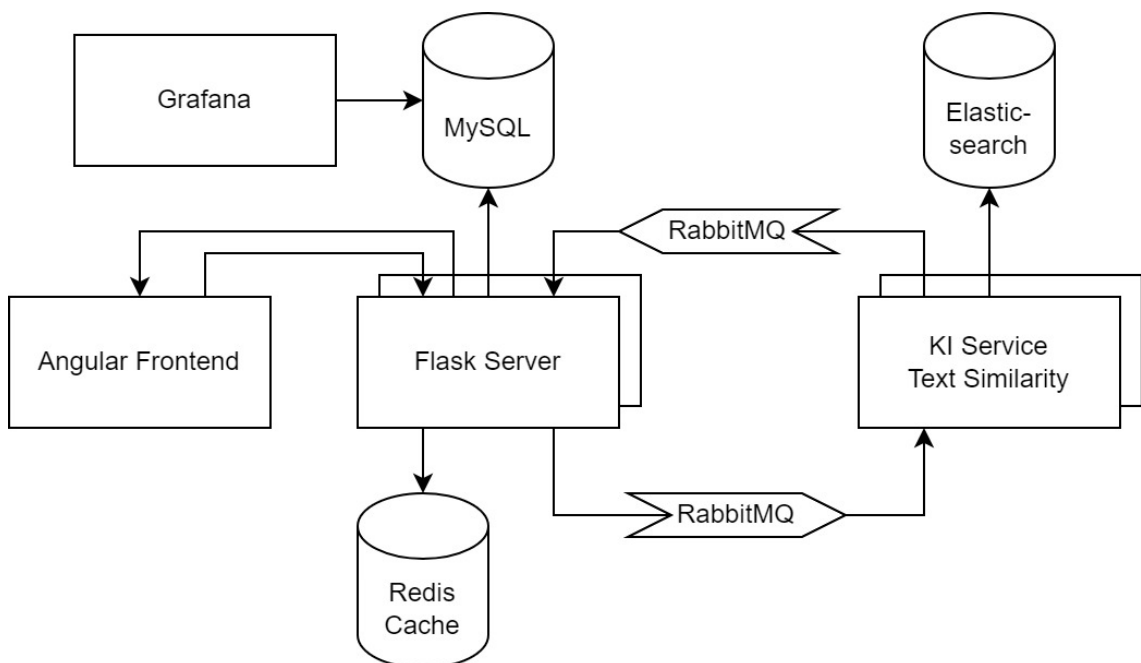 Grafana
MySQL
Elastic-
search
RabbitMQ
Angular Frontend
Flask Server
KI Service
Text Similarity
RabbitMQ
Redis
Cache